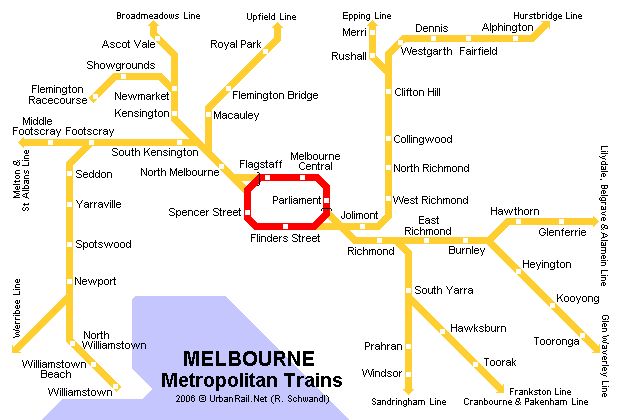 Broadmeadows Line
Upfield Line
Epping Line
Hurstbridge Line
Ascot Vale
Royal Park
Merri
Dennis
Alphington
Rushall
Westgarth
Fairfield
Showgrounds
Flemington
Racecourse
Newmarket
Flemington Bridge
Clifton Hill
Kensington
Macauley
Middle
Footscray
Footscray
South Kensington
Collingwood
Melton &
St Albans Line
North Melbourne
Flagstaff
Melbourne
Central
North Richmond
Seddon
Parliament
West Richmond
Yarraville
Spencer Street
Jolimont
East
Richmond
Hawthorn
Glenferrie
Lilydale, Belgrave & Alamein Line
Flinders Street
Richmond
Burnley
Spotswood
Heyington
Newport
South Yarra
Kooyong
Werribee Line
North
Williamstown
Hawksburn
Tooronga
Glen Waverley Line
Prahran
Toorak
Williamstown
Beach
Windsor
Williamstown
Sandringham Line
Frankston Line
Cranbourne & Pakenham Line
MELBOURNE
Metropolitan Trains
2006 © UrbanRail.Net (R. Schwandl)